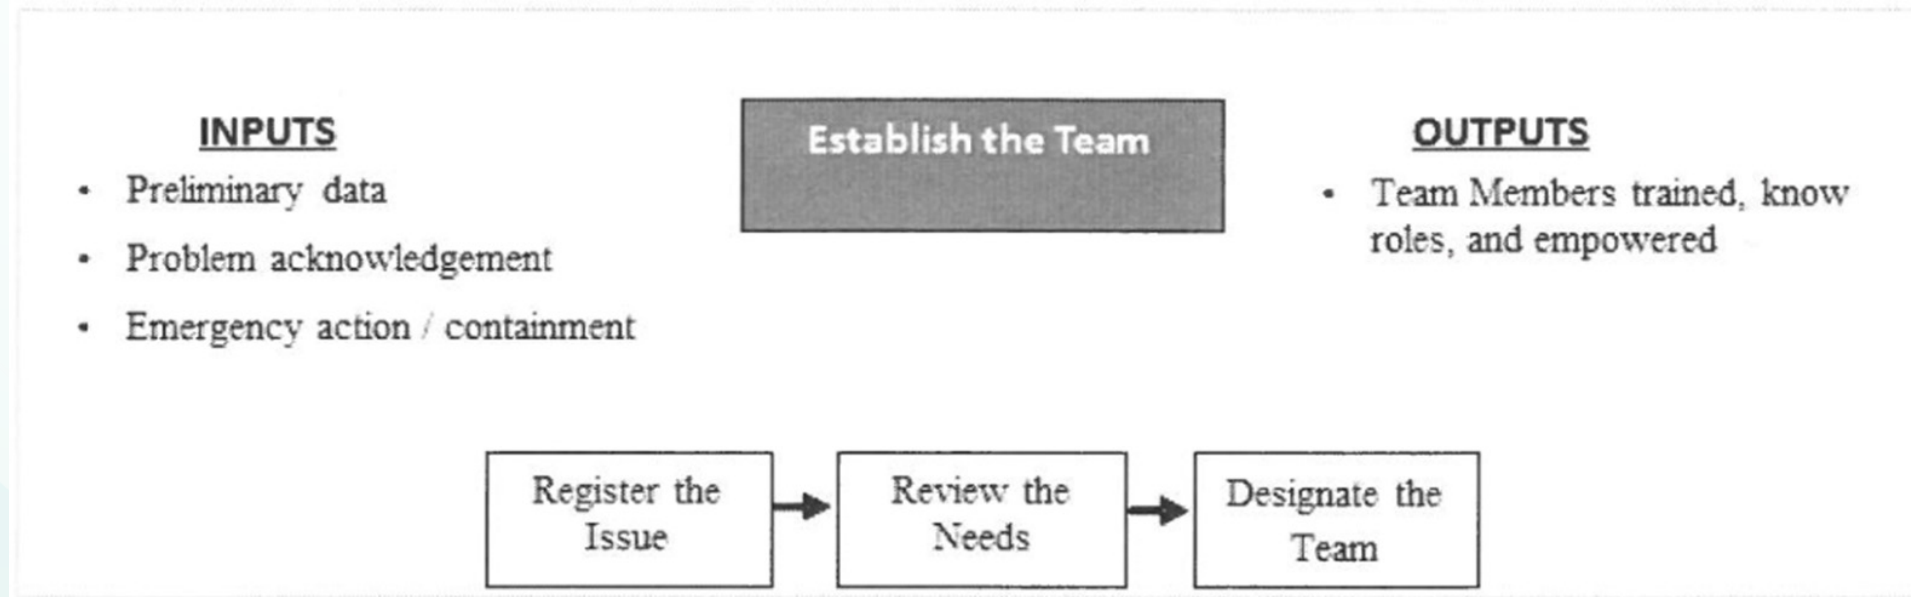 INPUTS
• Preliminary data
• Problem acknowledgement
• Emergency action / containment
Establish the Team
OUTPUTS
• Team Members trained, know
roles, and empowered
Register the
Issue
Review the
Needs
Designate the
Team